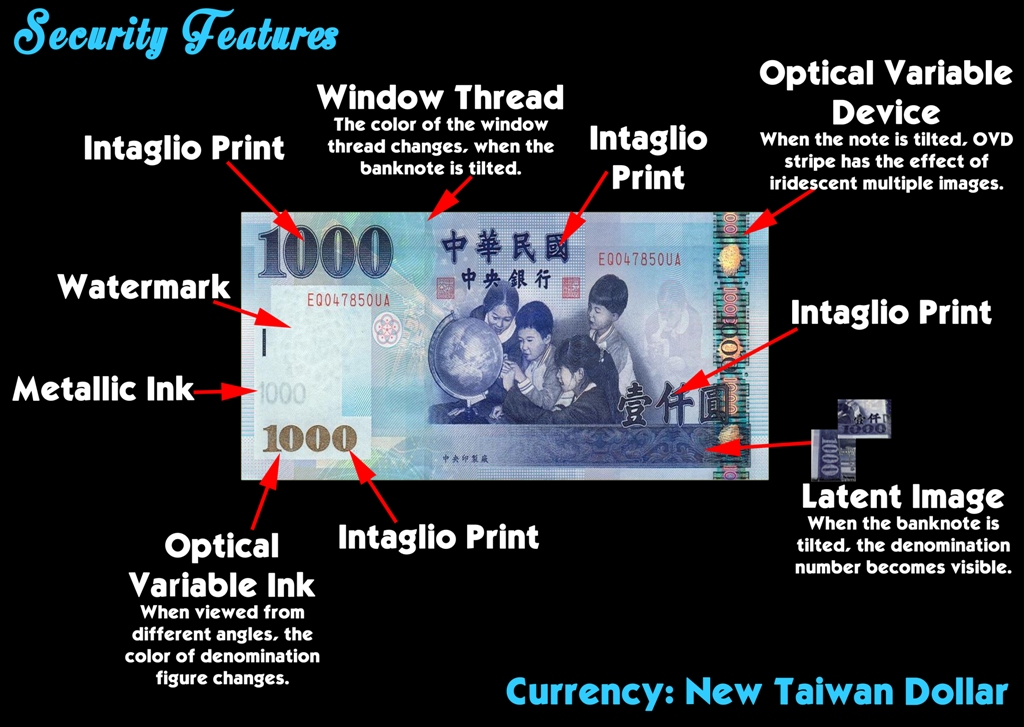 Security Features
Window Thread
The color of the window
thread changes, when the
banknote is tilted.
Optical Variable
Device
When the note is tilted, OVD
stripe has the effect of
iridescent multiple images.
Intaglio Print
Intaglio
Print
Watermark
Metallic Ink
Intaglio Print
1000
中華民國
中央銀行
EQ047850UA
EQ047850UA
1000
1000
壹仟圓
中央印製廠
1000
壹仟
1000
1000
Latent Image
When the banknote is
tilted, the denomination
number becomes visible.
Optical
Variable Ink
When viewed from
different angles, the
color of denomination
figure changes.
Intaglio Print
Currency: New Taiwan Dollar